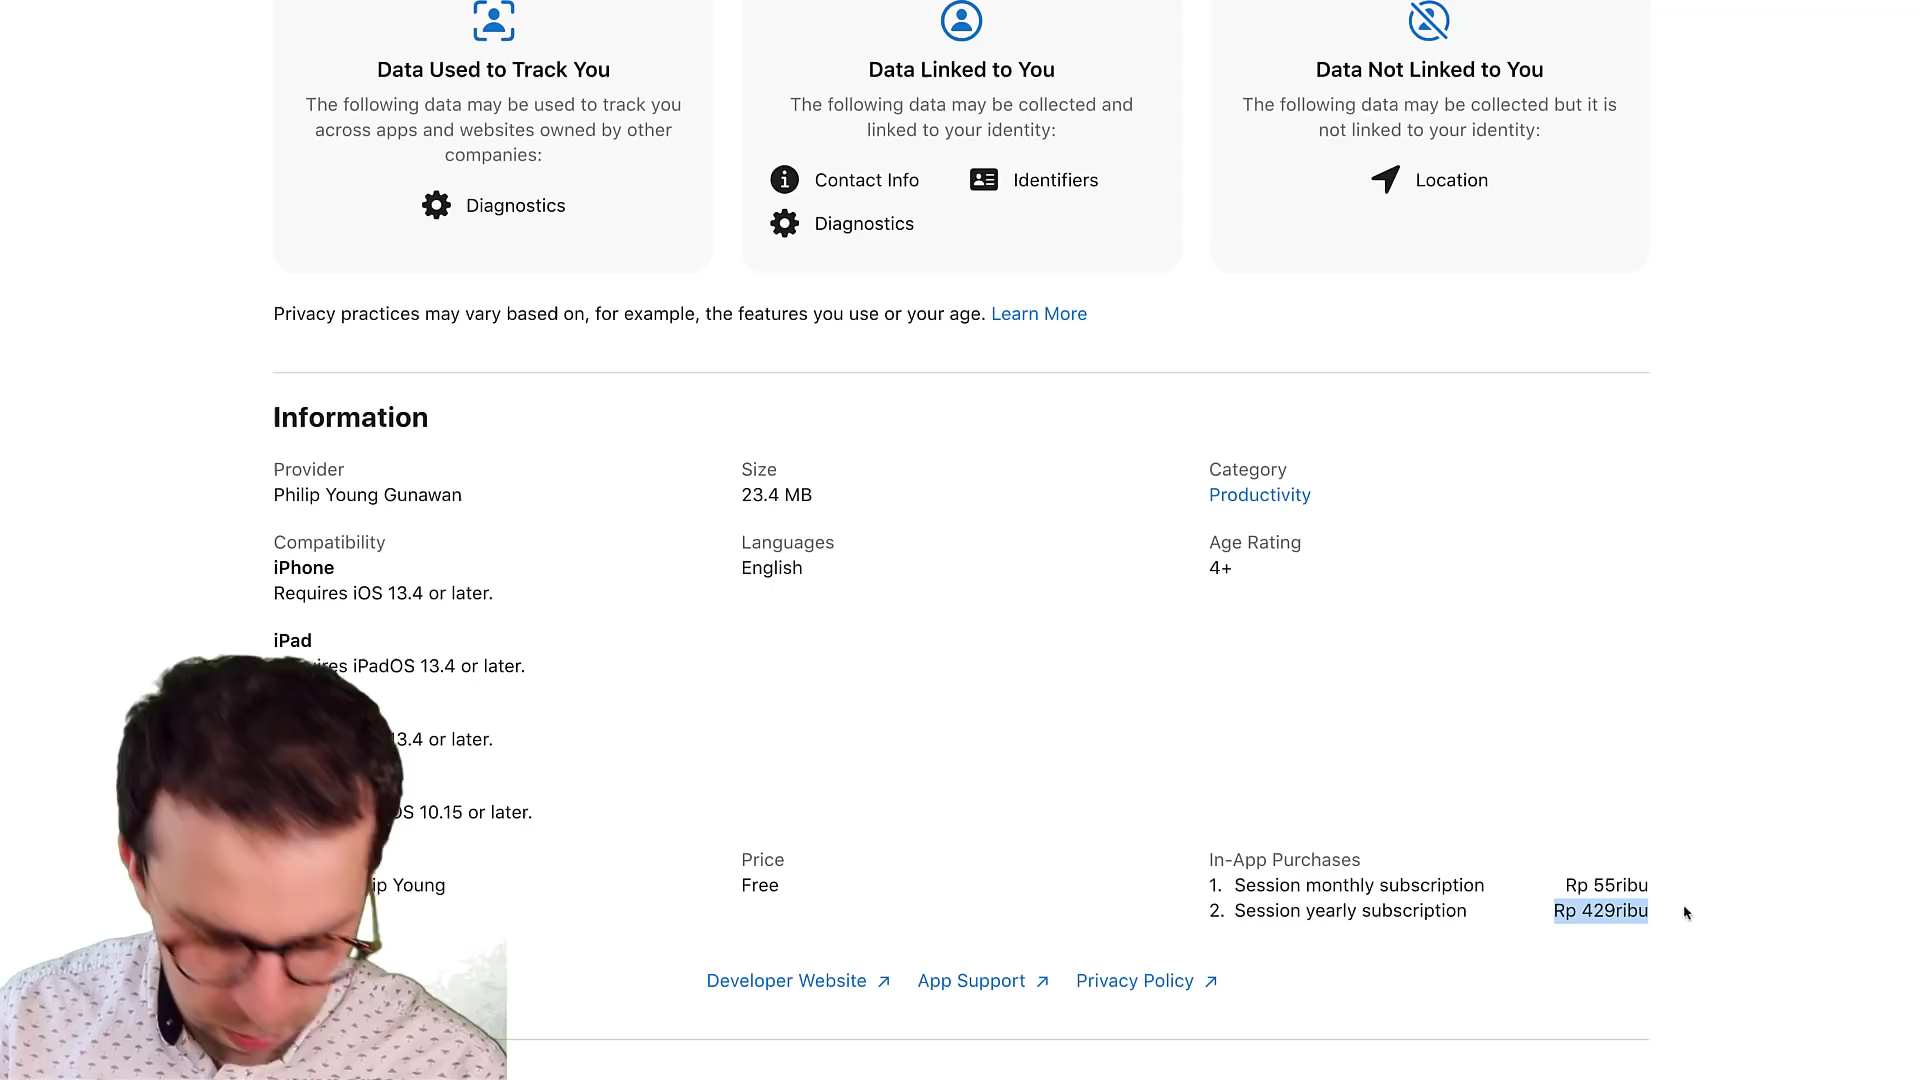 Data Used to Track You
The following data may be used to track you
across apps and websites owned by other
companies:
Diagnostics
Data Linked to You
The following data may be collected and
linked to your identity:
Contact Info
Identifiers
Diagnostics
Data Not Linked to You
The following data may be collected but it is
not linked to your identity:
Location
Privacy practices may vary based on, for example, the features you use or your age. Learn More
Information
Provider
Philip Young Gunawan
Size
23.4 MB
Category
Productivity
Compatibility
iPhone
Requires iOS 13.4 or later.
Languages
English
Age Rating
4+
iPad
iPadOS 13.4 or later.
13.4 or later.
10.15 or later.
Young
Price
Free
In-App Purchases
1. Session monthly subscription Rp 55ribu
2. Session yearly subscription Rp 429ribu
Developer Website
App Support
Privacy Policy